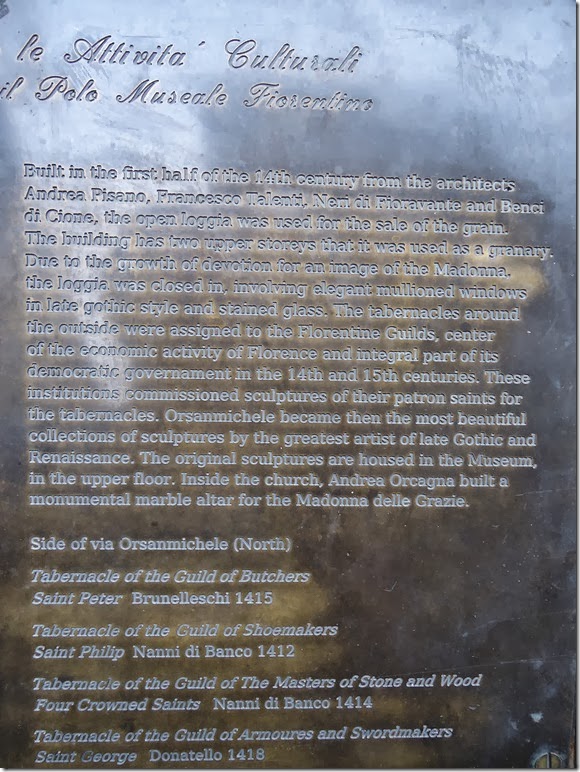 le Attivita´ Culturali
il Polo Museale Fiorentino
Built in the first half of the 14th century from the architects
Andrea Pisano, Francesco Talenti, Neri di Fioravante and Benci
di Cione, the open loggia was used for the sale of the grain.
The building has two upper storeys that it was used as a granary.
Due to the growth of devotion for an image of the Madonna,
the loggia was closed in, involving elegant mullioned windows
in late gothic style and stained glass. The tabernacles around
the outside were assigned to the Florentine Guilds, center
of the economic activity of Florence and integral part of its
democratic governament in the 14th and 15th centuries. These
institutions commissioned sculptures of their patron saints for
the tabernacles. Orsanmichele became then the most beautiful
collections of sculptures by the greatest artist of late Gothic and
Renaissance. The original sculptures are housed in the Museum,
in the upper floor. Inside the church, Andrea Orcagna built a
monumental marble altar for the Madonna delle Grazie.
Side of via Orsanmichele (North)
Tabernacle of the Guild of Butchers
Saint Peter Brunelleschi 1415
Tabernacle of the Guild of Shoemakers
Saint Philip Nanni di Banco 1412
Tabernacle of the Guild of The Masters of Stone and Wood
Four Crowned Saints Nanni di Banco 1414
Tabernacle of the Guild of Armoures and Swordmakers
Saint George Donatello 1418